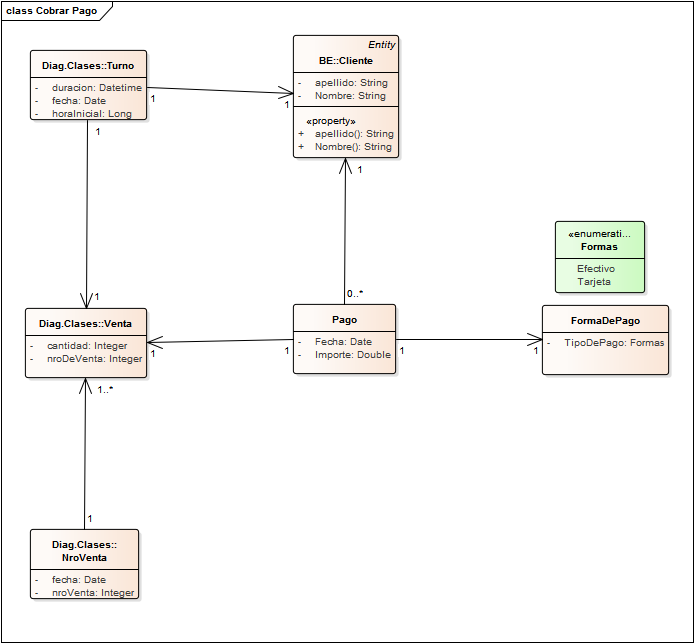 class Cobrar Pago
Diag.Clases::Turno
- duracion: Datetime
- fecha: Date
- horaInicial: Long
1
1
1
Entity
BE::Cliente
- apellido: String
- Nombre: String
«property»
+ apellido(): String
+ Nombre(): String
1
0..*
«enumerati...
Formas
Efectivo
Tarjeta
1
Diag.Clases::Venta
- cantidad: Integer
- nroDeVenta: Integer
1
1..*
Pago
- Fecha: Date
- Importe: Double
1
1
1
FormaDePago
- TipoDePago: Formas
1
Diag.Clases::
NroVenta
- fecha: Date
- nroVenta: Integer